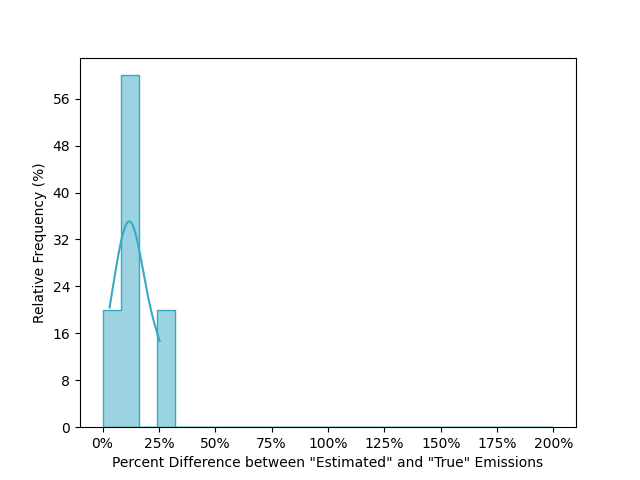 56
48
40
32
24
16
8
0
Relative Frequency (%)
0% 25% 50% 75% 100% 125% 150% 175% 200%
Percent Difference between "Estimated" and "True" Emissions